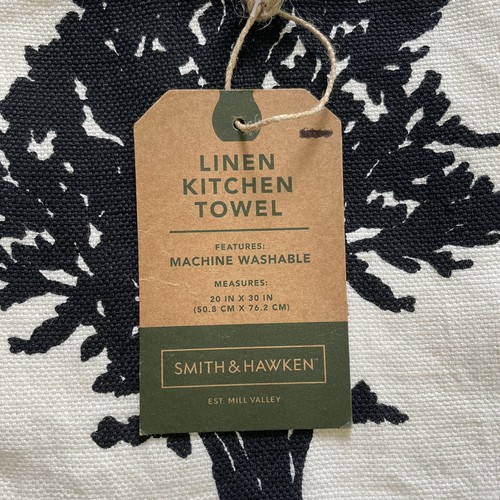 LINEN
KITCHEN
TOWEL
FEATURES:
MACHINE WASHABLE
MEASURES:
20 IN X 30 IN
(50.8 CM X 76.2 CM)
SMITH & HAWKEN™
EST. MILL VALLEY